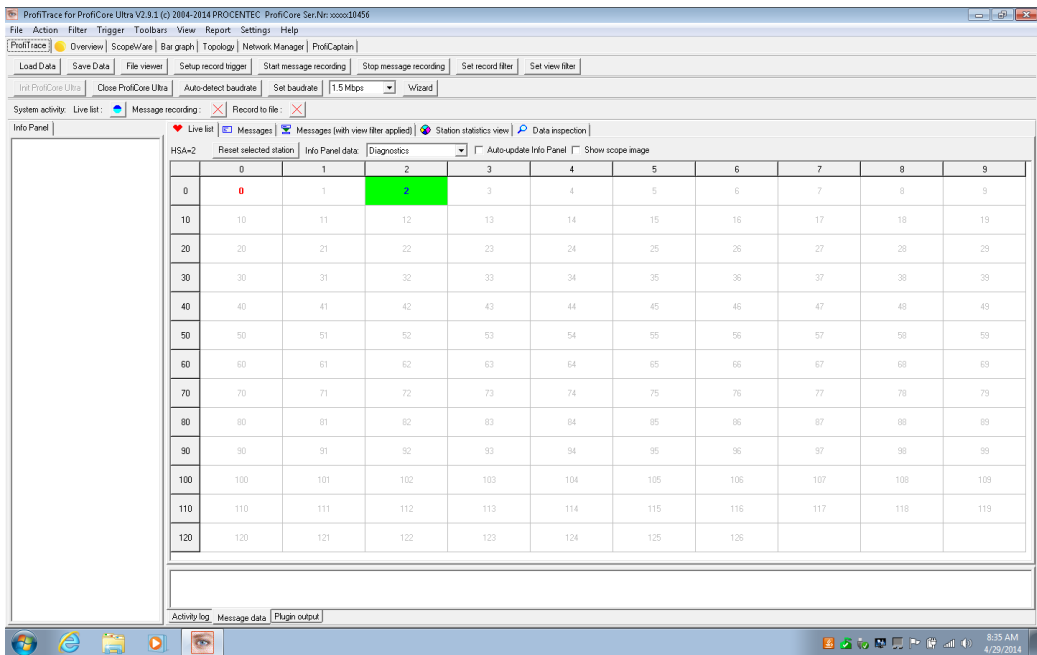 ProfiTrace for ProfiCore Ultra V2.9.1 (c) 2004-2014 PROCENTEC ProfiCore Ser.Nr: xxxxx10456
File Action Filter Trigger Toolbars View Report Settings Help
ProfiTrace Overview ScopeWare Bar graph Topology Network Manager ProfiCaptain
Load Data Save Data File viewer Setup record trigger Start message recording Stop message recording Set record filter Set view filter
Init ProfiCore Ultra Close ProfiCore Ultra Auto-detect baudrate Set baudrate 1.5 Mbps Wizard
System activity: Live list : Message recording : Record to file :
Info Panel Live list Messages Messages (with view filter applied) Station statistics view Data inspection
HSA=2 Reset selected station Info Panel data: Diagnostics Auto-update Info Panel Show scope image
0 1 2 3 4 5 6 7 8 9
0 0 1 2 3 4 5 6 7 8 9
10 10 11 12 13 14 15 16 17 18 19
20 20 21 22 23 24 25 26 27 28 29
30 30 31 32 33 34 35 36 37 38 39
40 40 41 42 43 44 45 46 47 48 49
50 50 51 52 53 54 55 56 57 58 59
60 60 61 62 63 64 65 66 67 68 69
70 70 71 72 73 74 75 76 77 78 79
80 80 81 82 83 84 85 86 87 88 89
90 90 91 92 93 94 95 96 97 98 99
100 100 101 102 103 104 105 106 107 108 109
110 110 111 112 113 114 115 116 117 118 119
120 120 121 122 123 124 125 126
Activity log Message data Plugin output
8:35 AM
4/29/2014